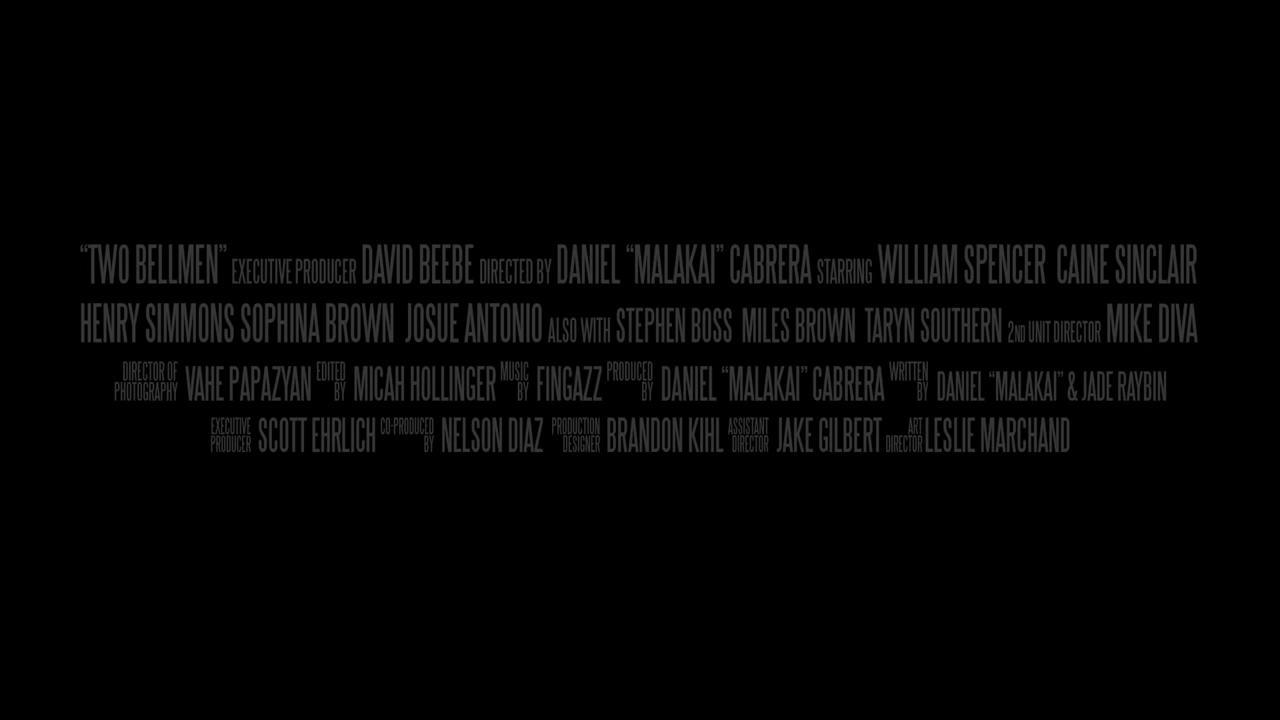 “TWO BELLMEN” EXECUTIVE PRODUCER DAVID BEEBE DIRECTED BY DANIEL “MALAKAI” CABRERA STARRING WILLIAM SPENCER CAINE SINCLAIR
HENRY SIMMONS SOPHINA BROWN JOSUE ANTONIO ALSO WITH STEPHEN BOSS MILES BROWN TARYN SOUTHERN 2ND UNIT DIRECTOR MIKE DIVA
DIRECTOR OF PHOTOGRAPHY VAHE PAPAZYAN EDITED BY MICAH HOLLINGER MUSIC BY FINGAZZ PRODUCED BY DANIEL “MALAKAI” CABRERA WRITTEN BY DANIEL “MALAKAI” & JADE RAYBIN
EXECUTIVE PRODUCER SCOTT EHRLICH CO-PRODUCED BY NELSON DIAZ PRODUCTION DESIGNER BRANDON KIHL ASSISTANT DIRECTOR JAKE GILBERT ART DIRECTOR LESLIE MARCHAND